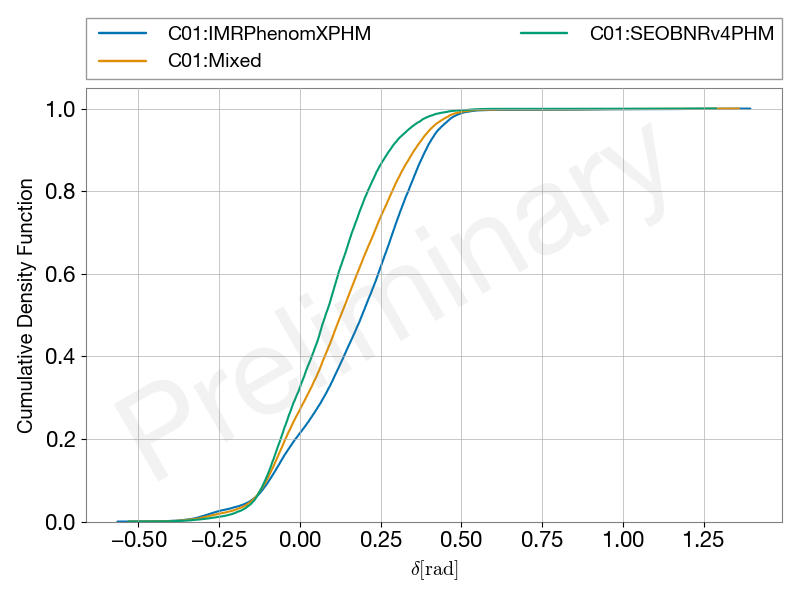 C01:IMRPhenomXPHM
C01:Mixed
C01:SEOBNRv4PHM
Preliminary
Cumulative Density Function
1.0
0.8
0.6
0.4
0.2
0.0
−0.50 −0.25 0.00 0.25 0.50 0.75 1.00 1.25
δ[rad]